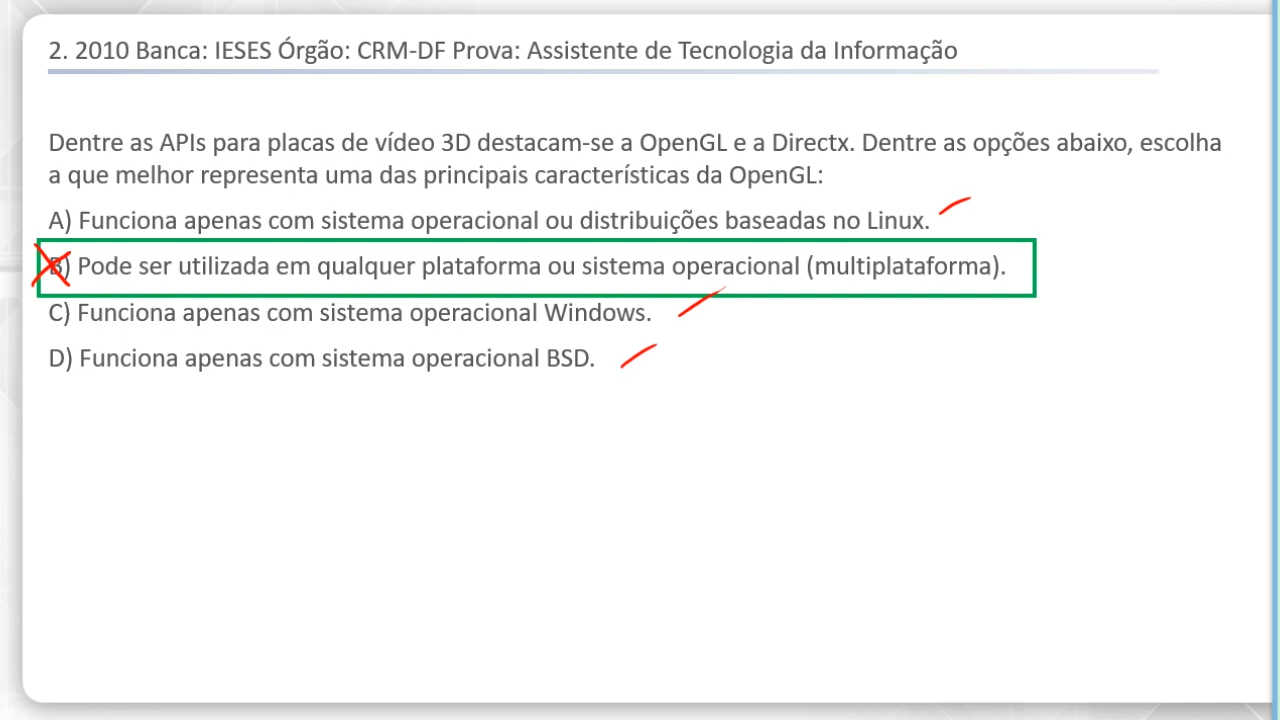 2. 2010 Banca: IESES Órgão: CRM-DF Prova: Assistente de Tecnologia da Informação
Dentre as APIs para placas de vídeo 3D destacam-se a OpenGL e a Directx. Dentre as opções abaixo, escolha
a que melhor representa uma das principais características da OpenGL:
A) Funciona apenas com sistema operacional ou distribuições baseadas no Linux.
B) Pode ser utilizada em qualquer plataforma ou sistema operacional (multiplataforma).
C) Funciona apenas com sistema operacional Windows.
D) Funciona apenas com sistema operacional BSD.